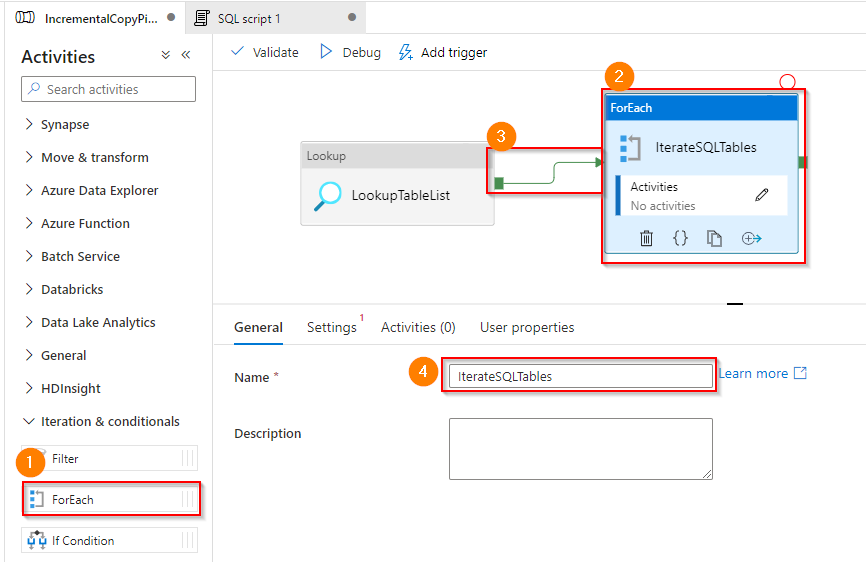 IncrementalCopyPi...
SQL script 1
Activities
Search activities
Synapse
Move & transform
Azure Data Explorer
Azure Function
Batch Service
Databricks
Data Lake Analytics
General
HDInsight
Iteration & conditionals
1
Filter
ForEach
If Condition
Validate
Debug
Add trigger
Lookup
LookupTableList
3
2
ForEach
IterateSQLTables
Activities
No activities
{}
General
Settings 1
Activities (0)
User properties
Name *
4
IterateSQLTables
Learn more
Description